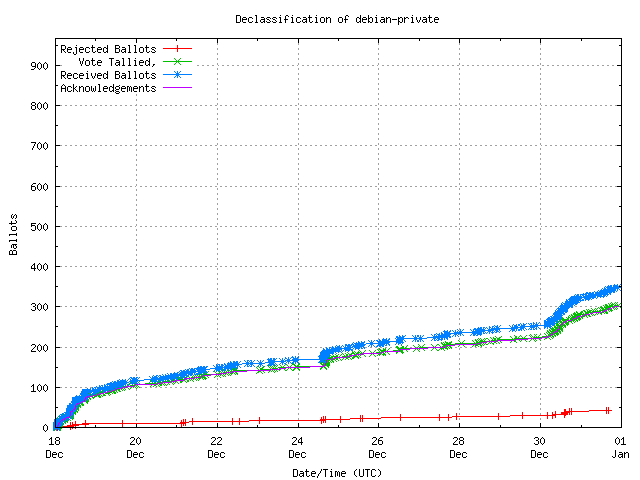 Declassification of debian-private
Rejected Ballots
Vote Tallied,
Received Ballots
Acknowledgements
900
800
700
600
500
400
300
200
100
0
Ballots
18 Dec
20 Dec
22 Dec
24 Dec
26 Dec
28 Dec
30 Dec
01 Jan
Date/Time (UTC)